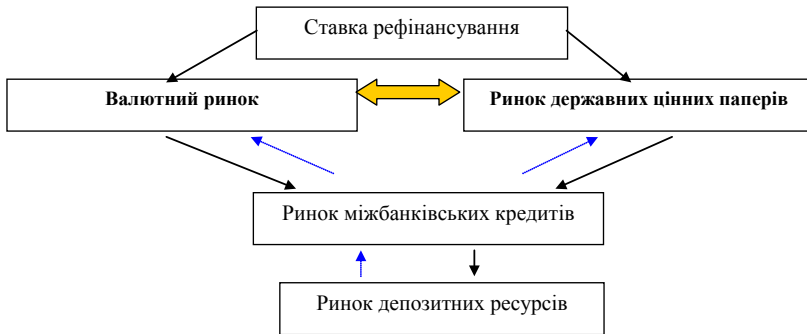 Ставка рефінансування
Валютний ринок
Ринок державних цінних паперів
Ринок міжбанківських кредитів
Ринок депозитних ресурсів